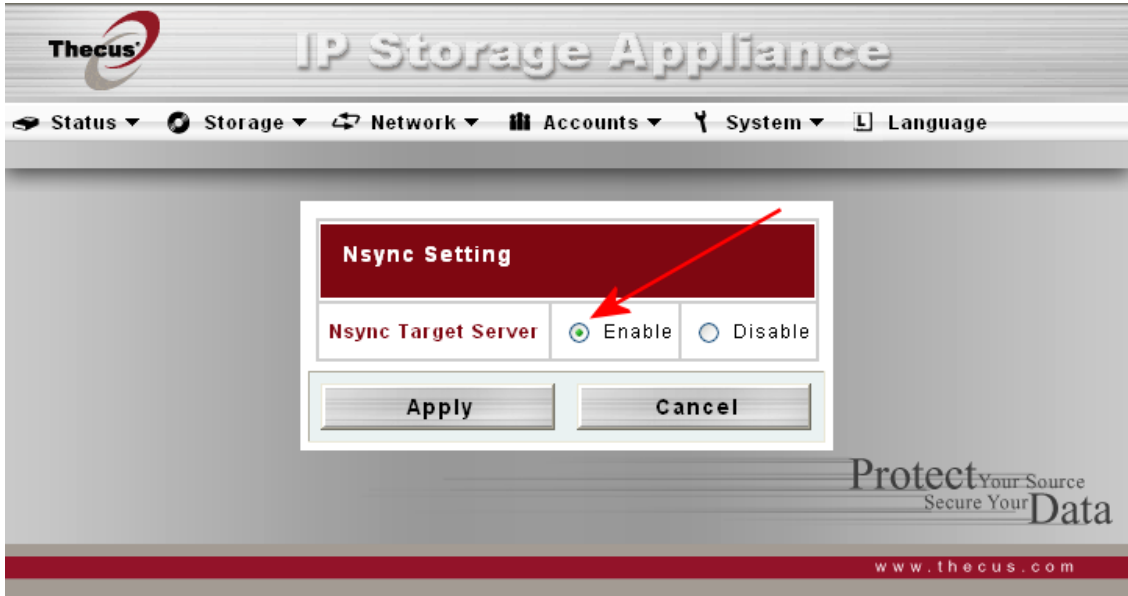 Thecus
IP Storage Appliance
Status Storage Network Accounts System L Language
Nsync Setting
Nsync Target Server Enable Disable
Apply Cancel
Protect Your Source
Secure Your Data
www.thecus.com